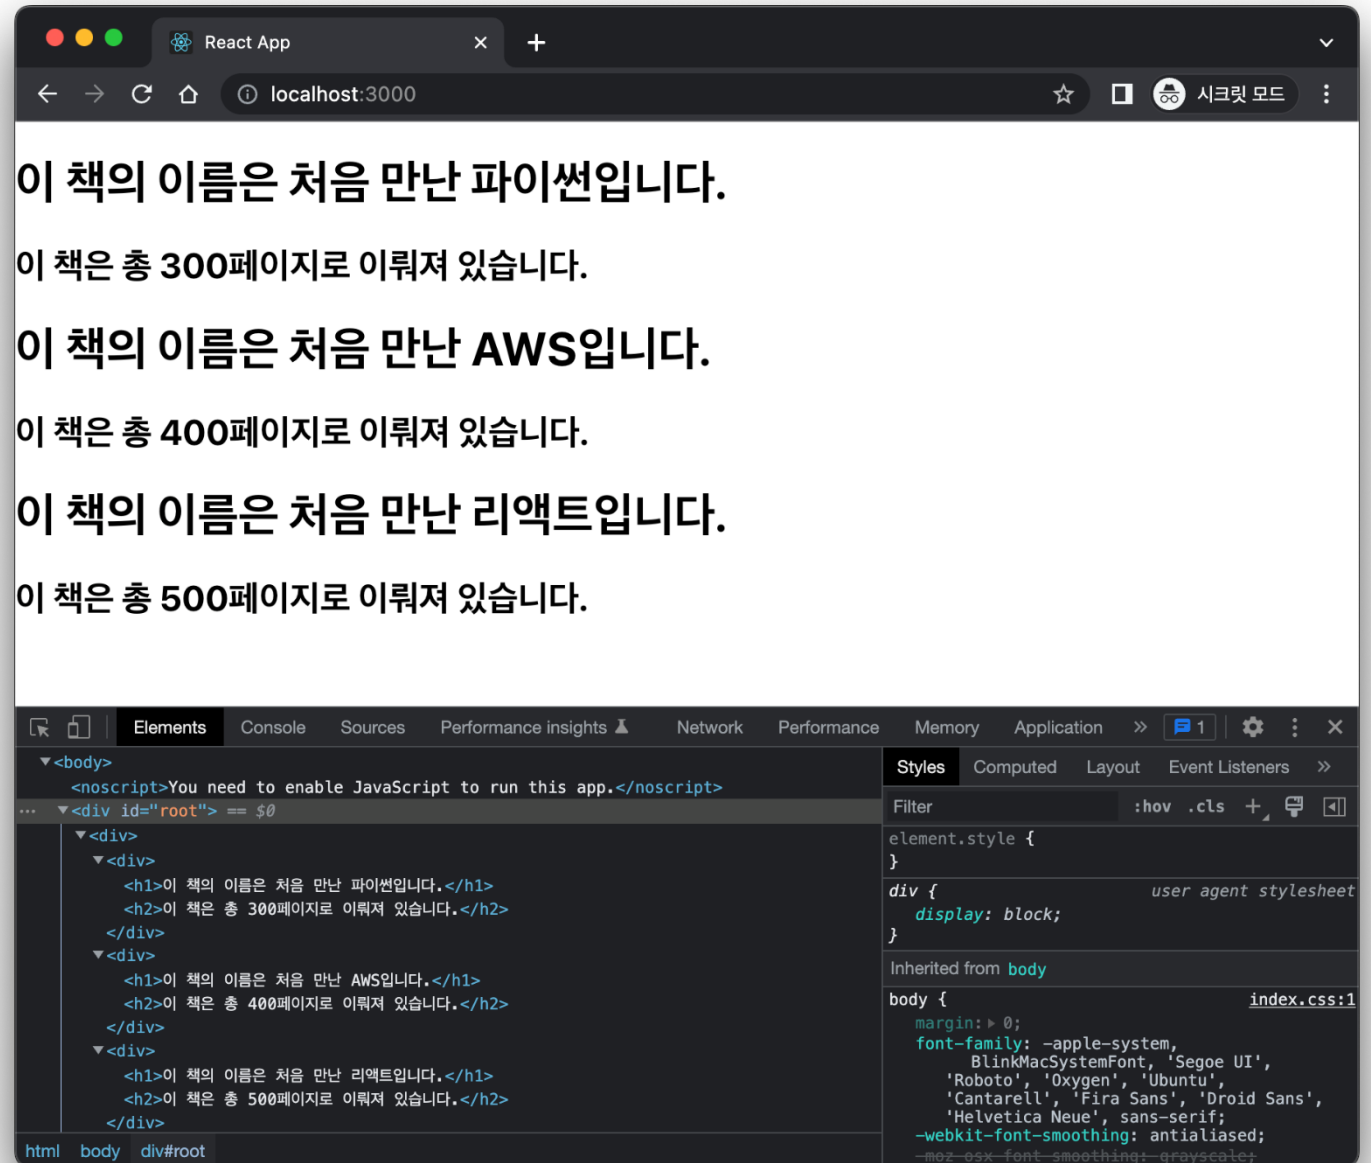 React App
localhost:3000
시크릿 모드
이 책의 이름은 처음 만난 파이썬입니다.
이 책은 총 300페이지로 이뤄져 있습니다.
이 책의 이름은 처음 만난 AWS입니다.
이 책은 총 400페이지로 이뤄져 있습니다.
이 책의 이름은 처음 만난 리액트입니다.
이 책은 총 500페이지로 이뤄져 있습니다.
Elements Console Sources Performance insights Network Performance Memory Application » 1
▼<body>
<noscript>You need to enable JavaScript to run this app.</noscript>
… ▼<div id="root"> == $0
▼<div>
▼<div>
<h1>이 책의 이름은 처음 만난 파이썬입니다.</h1>
<h2>이 책은 총 300페이지로 이뤄져 있습니다.</h2>
</div>
▼<div>
<h1>이 책의 이름은 처음 만난 AWS입니다.</h1>
<h2>이 책은 총 400페이지로 이뤄져 있습니다.</h2>
</div>
▼<div>
<h1>이 책의 이름은 처음 만난 리액트입니다.</h1>
<h2>이 책은 총 500페이지로 이뤄져 있습니다.</h2>
</div>
html body div#root
Styles Computed Layout Event Listeners »
Filter :hov .cls
element.style {
}
div { user agent stylesheet
display: block;
}
Inherited from body
body { index.css:1
margin: ▶ 0;
font-family: -apple-system,
BlinkMacSystemFont, 'Segoe UI',
'Roboto', 'Oxygen', 'Ubuntu',
'Cantarell', 'Fira Sans', 'Droid Sans',
'Helvetica Neue', sans-serif;
-webkit-font-smoothing: antialiased;
-moz-osx-font-smoothing: grayscale;